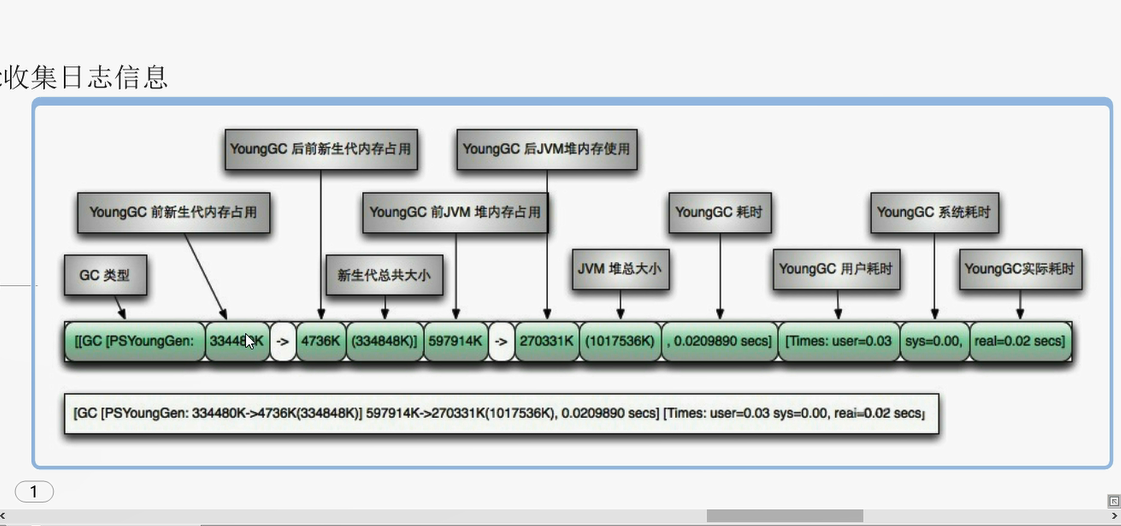 收集日志信息
YoungGC 后前新生代内存占用
YoungGC 后JVM堆内存使用
YoungGC 前新生代内存占用
YoungGC 前JVM 堆内存占用
YoungGC 耗时
YoungGC 系统耗时
GC 类型
新生代总共大小
JVM 堆总大小
YoungGC 用户耗时
YoungGC实际耗时
[[GC [PSYoungGen: 334480K -> 4736K (334848K)] 597914K -> 270331K (1017536K) , 0.0209890 secs] [Times: user=0.03 sys=0.00, real=0.02 secs]
[GC [PSYoungGen: 334480K->4736K(334848K)] 597914K->270331K(1017536K), 0.0209890 secs] [Times: user=0.03 sys=0.00, real=0.02 secs]
1